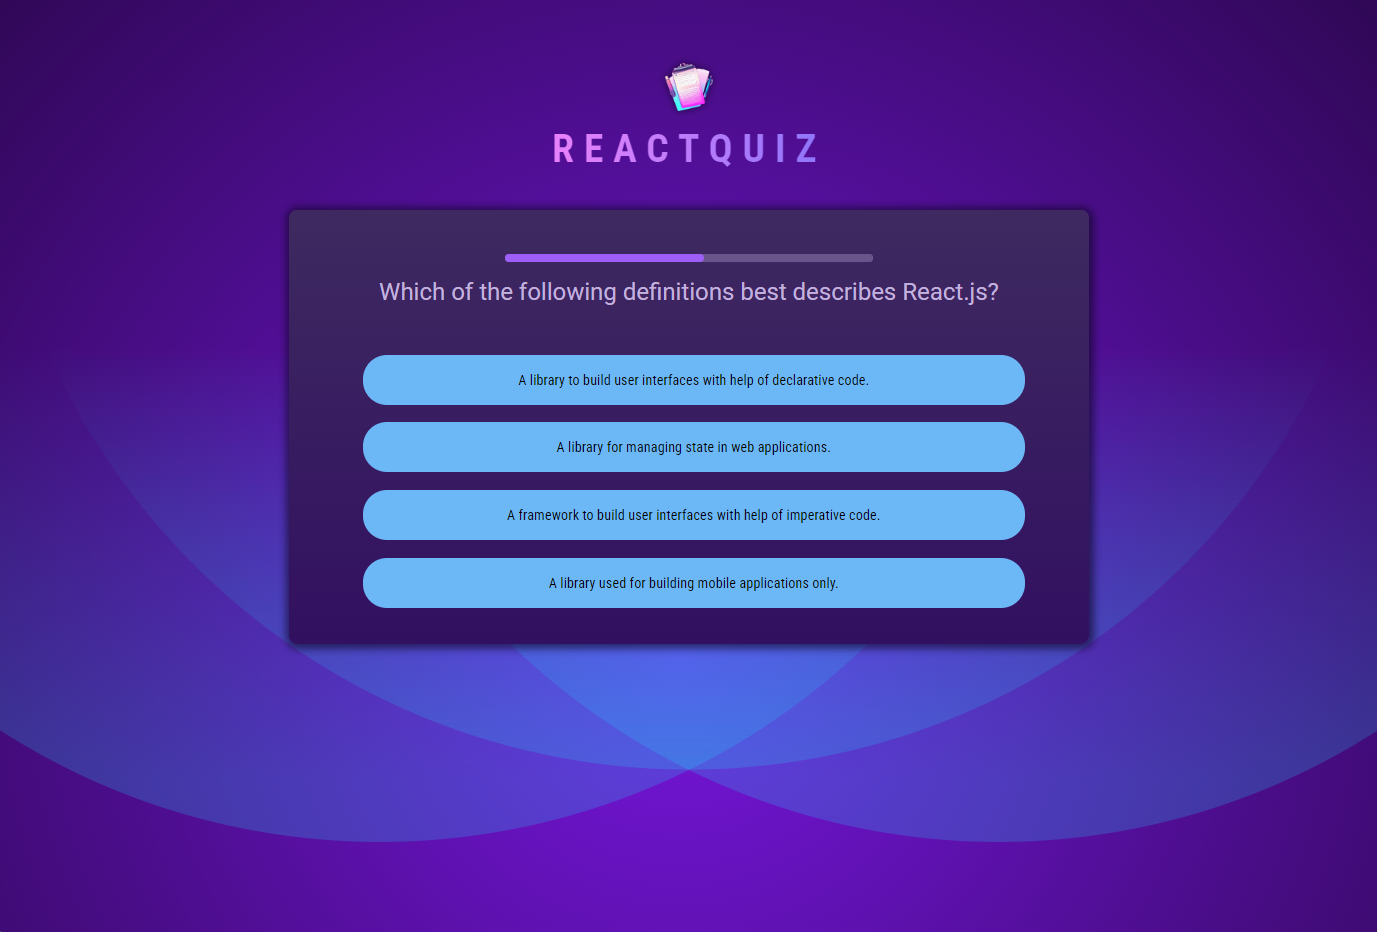 REACTQUIZ
Which of the following definitions best describes React.js?
A library to build user interfaces with help of declarative code.
A library for managing state in web applications.
A framework to build user interfaces with help of imperative code.
A library used for building mobile applications only.